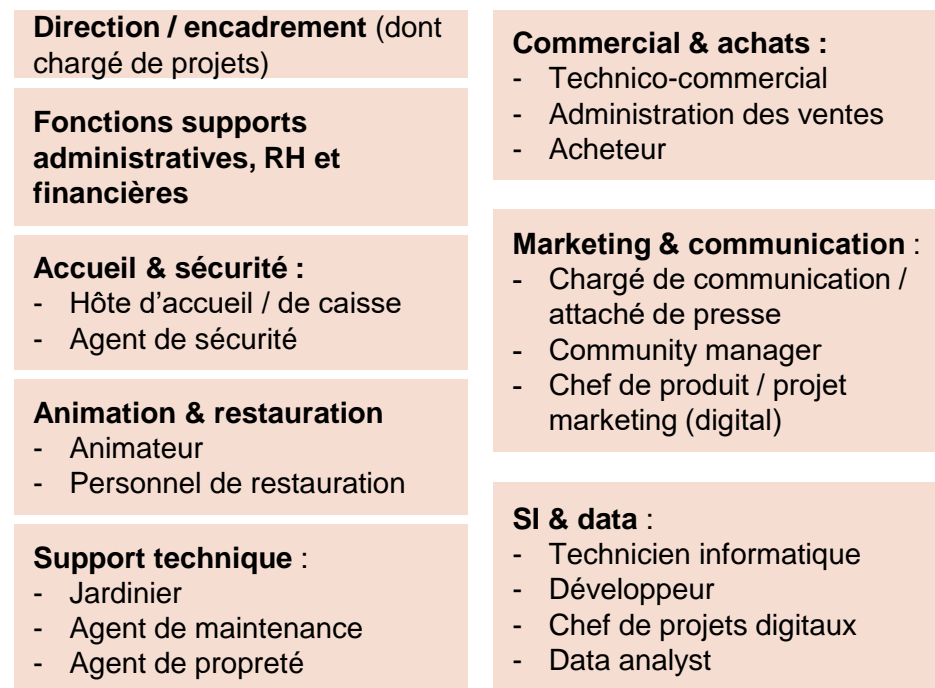 Direction / encadrement (dont
chargé de projets)
Fonctions supports
administratives, RH et
financières
Accueil & sécurité :
- Hôte d’accueil / de caisse
- Agent de sécurité
Animation & restauration
- Animateur
- Personnel de restauration
Support technique :
- Jardinier
- Agent de maintenance
- Agent de propreté
Commercial & achats :
- Technico-commercial
- Administration des ventes
- Acheteur
Marketing & communication :
- Chargé de communication /
attaché de presse
- Community manager
- Chef de produit / projet
marketing (digital)
SI & data :
- Technicien informatique
- Développeur
- Chef de projets digitaux
- Data analyst